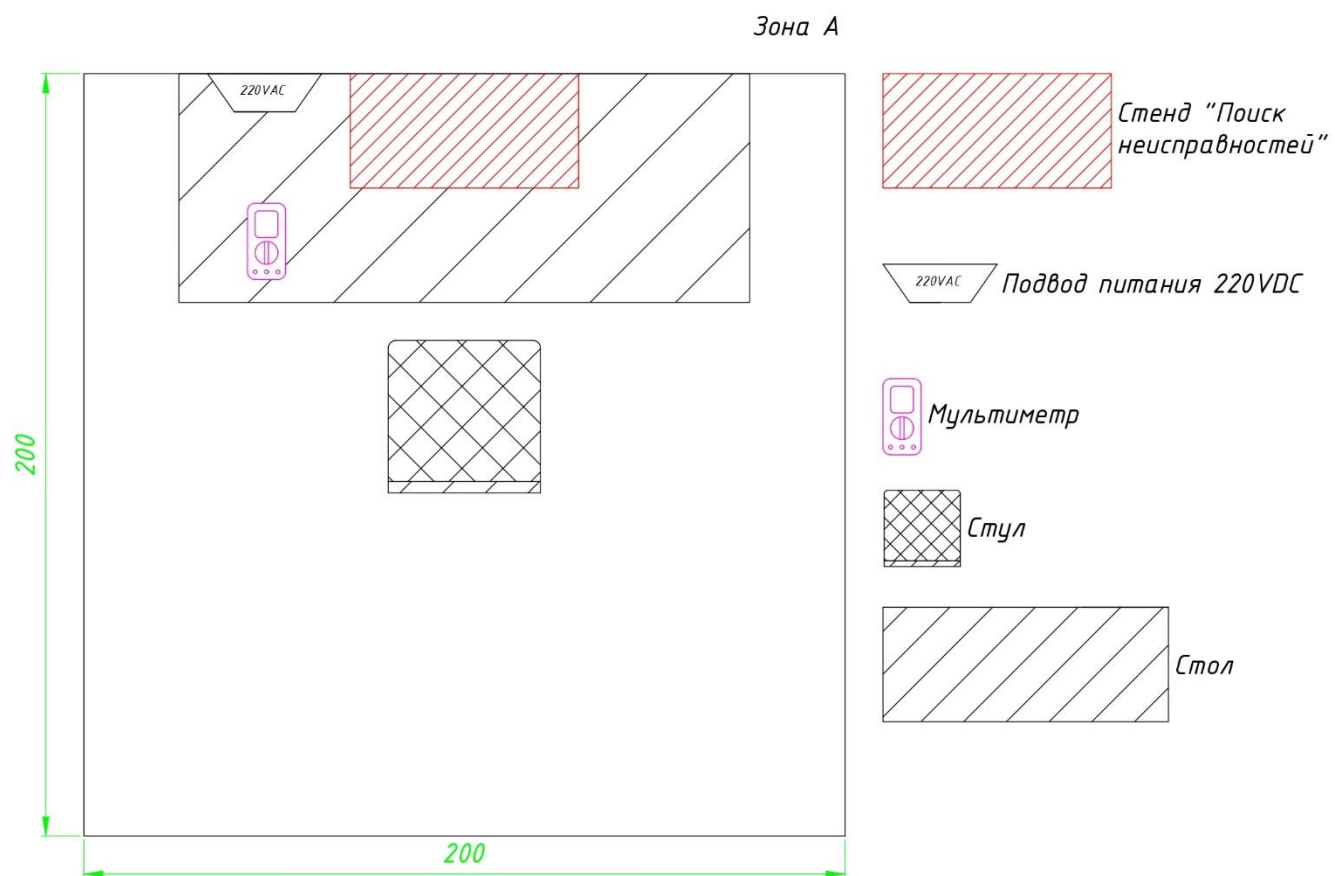 Зона А
220VAC
Стенд "Поиск
неисправностей"
220VAC
Подвод питания 220VDC
Мультиметр
Стул
Стол
200
200